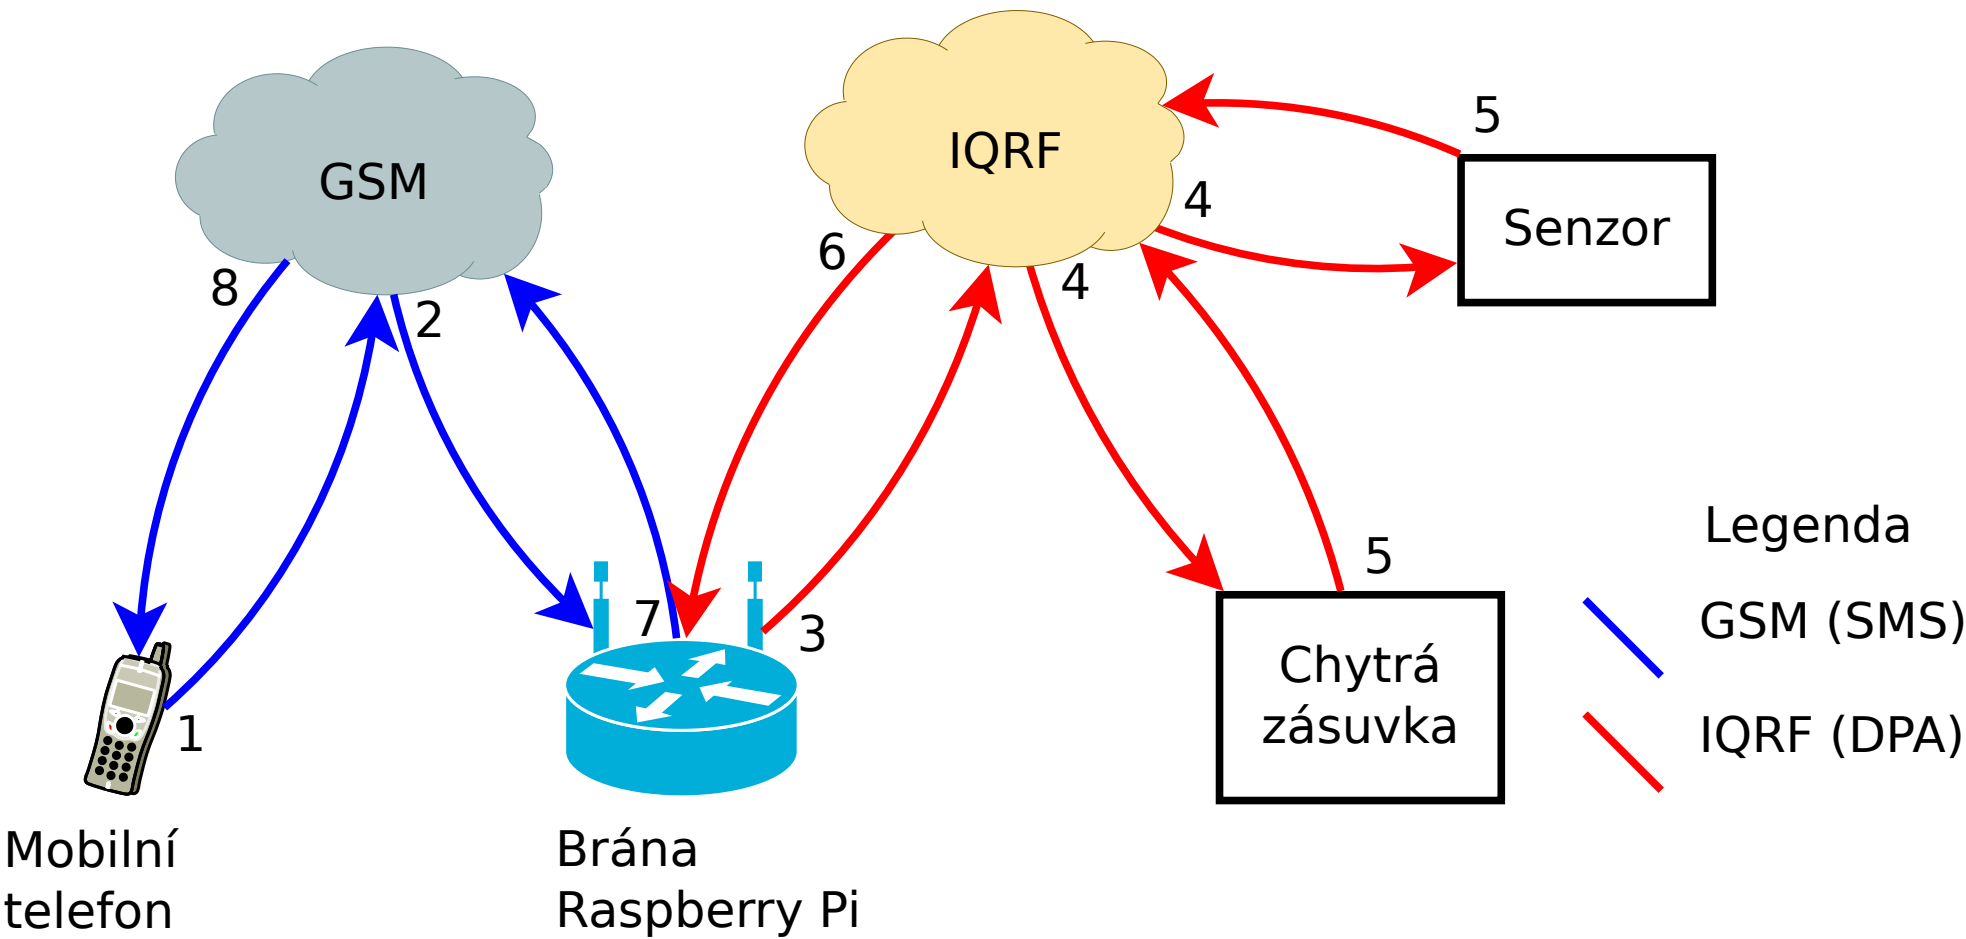 GSM
IQRF
5
Senzor
4
6
4
8
2
5
Legenda
GSM (SMS)
IQRF (DPA)
7
3
1
Chytrá
zásuvka
Mobilní
telefon
Brána
Raspberry Pi